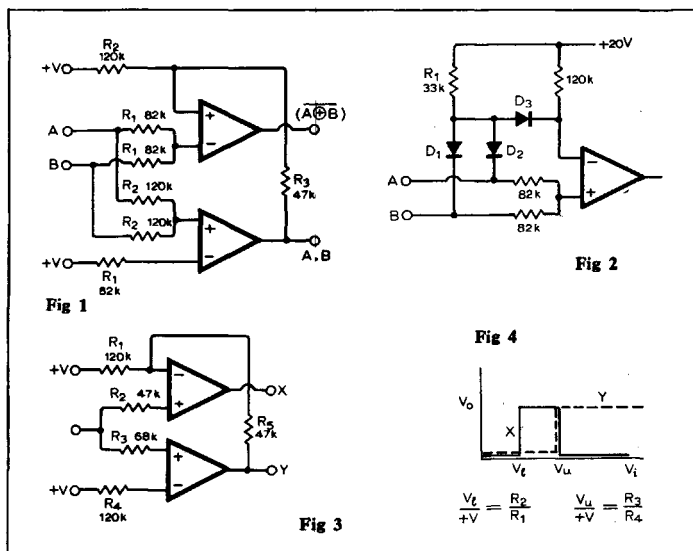 R2
120k
+V
A
R1 82k
B
R1 82k
R2
120k
R2
120k
+V
R1
82k
+
−
(A⊕B)
R3
47k
+
−
A.B
Fig 1
+20V
R1
33k
120k
D3
D1
D2
A
82k
B
82k
−
+
Fig 2
R1
120k
+V
R2 47k
R3 68k
+V
R4
120k
−
+
X
R5
47k
+
−
Y
Fig 3
Fig 4
Vo
X
Y
Vℓ
Vu
Vi
Vℓ/+V = R2/R1
Vu/+V = R3/R4